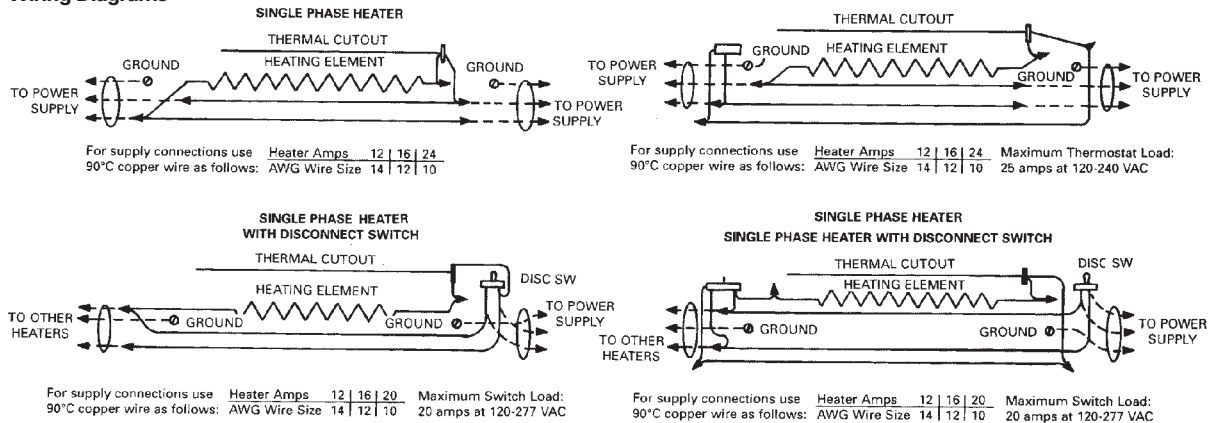 Wiring Diagrams
SINGLE PHASE HEATER
THERMAL CUTOUT
HEATING ELEMENT
GROUND
GROUND
TO POWER
SUPPLY
TO POWER
SUPPLY
For supply connections use Heater Amps 12 | 16 | 24
90°C copper wire as follows: AWG Wire Size 14 | 12 | 10
THERMAL CUTOUT
GROUND
HEATING ELEMENT
TO POWER
SUPPLY
GROUND
TO POWER
SUPPLY
For supply connections use Heater Amps 12 | 16 | 24 Maximum Thermostat Load:
90°C copper wire as follows: AWG Wire Size 14 | 12 | 10 25 amps at 120-240 VAC
SINGLE PHASE HEATER
WITH DISCONNECT SWITCH
THERMAL CUTOUT
DISC SW
HEATING ELEMENT
TO OTHER
HEATERS
GROUND
GROUND
TO POWER
SUPPLY
For supply connections use Heater Amps 12 | 16 | 20 Maximum Switch Load:
90°C copper wire as follows: AWG Wire Size 14 | 12 | 10 20 amps at 120-277 VAC
SINGLE PHASE HEATER
SINGLE PHASE HEATER WITH DISCONNECT SWITCH
THERMAL CUTOUT
DISC SW
HEATING ELEMENT
GROUND
GROUND
TO OTHER
HEATERS
TO POWER
SUPPLY
For supply connections use Heater Amps 12 | 16 | 20 Maximum Switch Load:
90°C copper wire as follows: AWG Wire Size 14 | 12 | 10 20 amps at 120-277 VAC